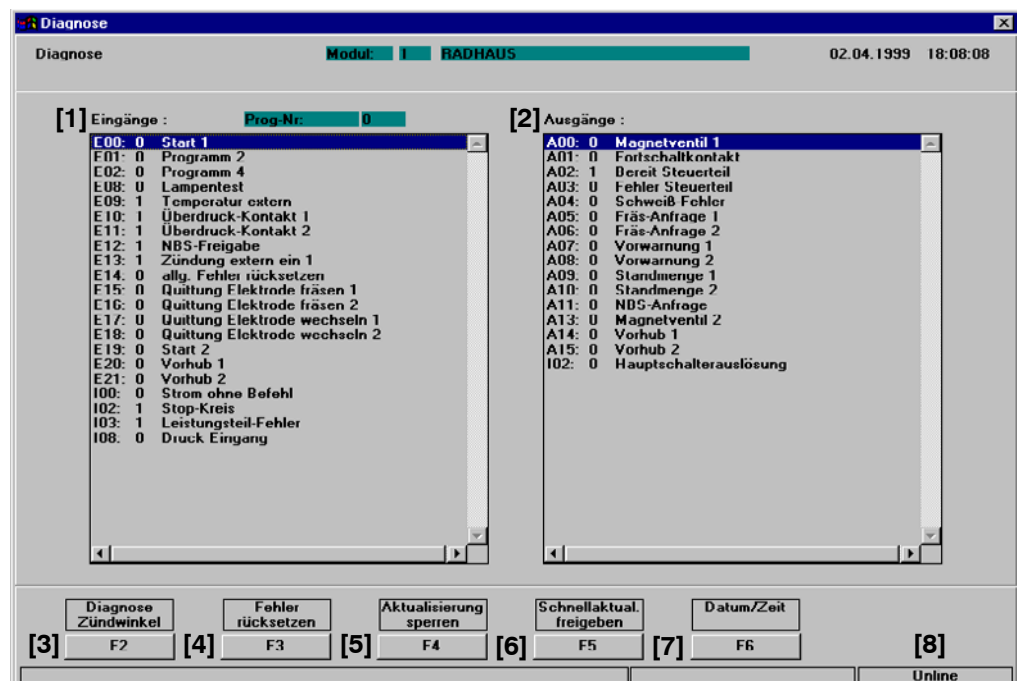 Diagnose
Diagnose Modul: I RADHAUS 02.04.1999 18:08:08
[1] Eingänge : Prog-Nr: 0
E00: 0 Start 1
E01: 0 Programm 2
E02: 0 Programm 4
E08: 0 Lampentest
E09: 1 Temperatur extern
E10: 1 Überdruck-Kontakt 1
E11: 1 Überdruck-Kontakt 2
E12: 1 NBS-Freigabe
E13: 1 Zündung extern ein 1
E14: 0 allg. Fehler rücksetzen
E15: 0 Quittung Elektrode fräsen 1
E16: 0 Quittung Elektrode fräsen 2
E17: 0 Quittung Elektrode wechseln 1
E18: 0 Quittung Elektrode wechseln 2
E19: 0 Start 2
E20: 0 Vorhub 1
E21: 0 Vorhub 2
I00: 0 Strom ohne Befehl
I02: 1 Stop-Kreis
I03: 1 Leistungsteil-Fehler
I08: 0 Druck Eingang
[2] Ausgänge :
A00: 0 Magnetventil 1
A01: 0 Fortschaltkontakt
A02: 1 Bereit Steuerteil
A03: 0 Fehler Steuerteil
A04: 0 Schweiß-Fehler
A05: 0 Fräs-Anfrage 1
A06: 0 Fräs-Anfrage 2
A07: 0 Vorwarnung 1
A08: 0 Vorwarnung 2
A09: 0 Standmenge 1
A10: 0 Standmenge 2
A11: 0 NBS-Anfrage
A13: 0 Magnetventil 2
A14: 0 Vorhub 1
A15: 0 Vorhub 2
I02: 0 Hauptschalterauslösung
[3] Diagnose
Zündwinkel
F2
[4] Fehler
rücksetzen
F3
[5] Aktualisierung
sperren
F4
[6] Schnellaktual.
freigeben
F5
[7] Datum/Zeit
F6
[8]
Online